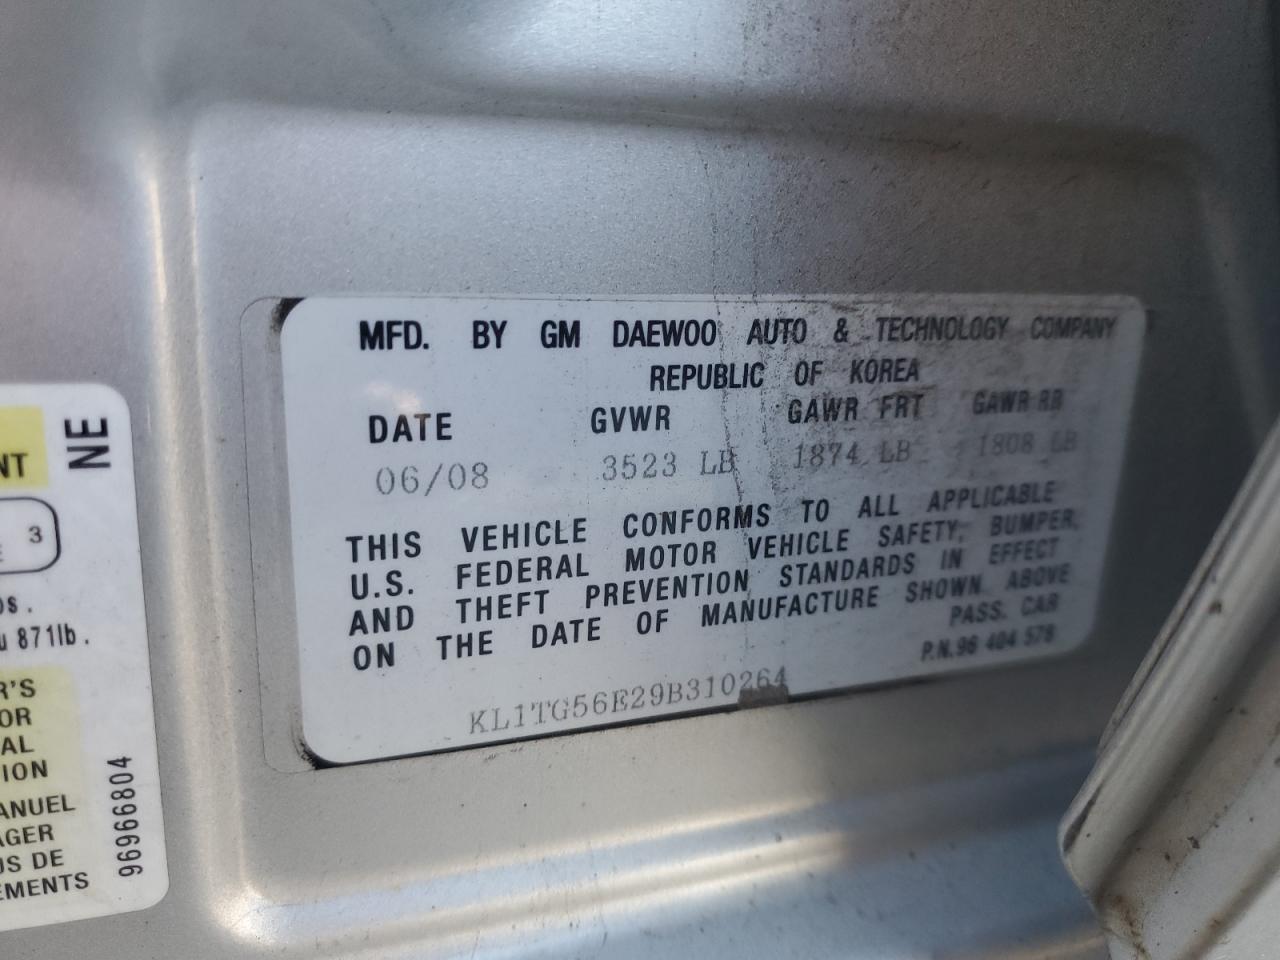 MFD. BY GM DAEWOO AUTO & TECHNOLOGY COMPANY
REPUBLIC OF KOREA
DATE GVWR GAWR FRT GAWR RR
06/08 3523 LB 1874 LB 1808 LB
THIS VEHICLE CONFORMS TO ALL APPLICABLE
U.S. FEDERAL MOTOR VEHICLE SAFETY, BUMPER,
AND THEFT PREVENTION STANDARDS IN EFFECT
ON THE DATE OF MANUFACTURE SHOWN ABOVE
PASS. CAR
P.N.96 404 578
KL1TG56E29B310264
NT
NE
3
E
os.
u 871lb.
R'S
OR
AL
ION
ANUEL
AGER
US DE
EMENTS
96966804